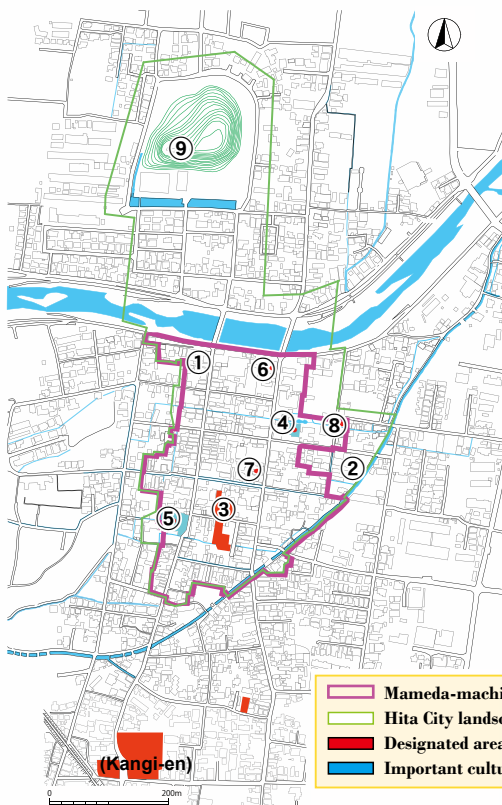 ⑨
①
⑥
④
⑧
⑦
②
③
⑤
Mameda-machi
Hita City landsc
Designated area
Important cultu
(Kangi-en)
0
200m